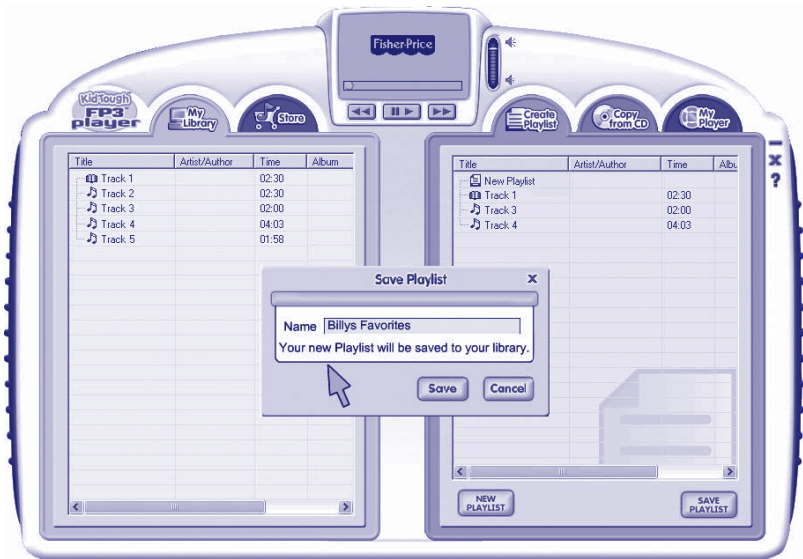 Fisher-Price
KidTough
FP3
player
My Library
Store
Create Playlist
Copy from CD
My Player
X
?
Title Artist/Author Time Album
Track 1 02:30
Track 2 02:30
Track 3 02:00
Track 4 04:03
Track 5 01:58
Title Artist/Author Time Albu
New Playlist
Track 1 02:30
Track 3 02:00
Track 4 04:03
Save Playlist X
Name Billys Favorites
Your new Playlist will be saved to your library.
Save Cancel
NEW PLAYLIST
SAVE PLAYLIST